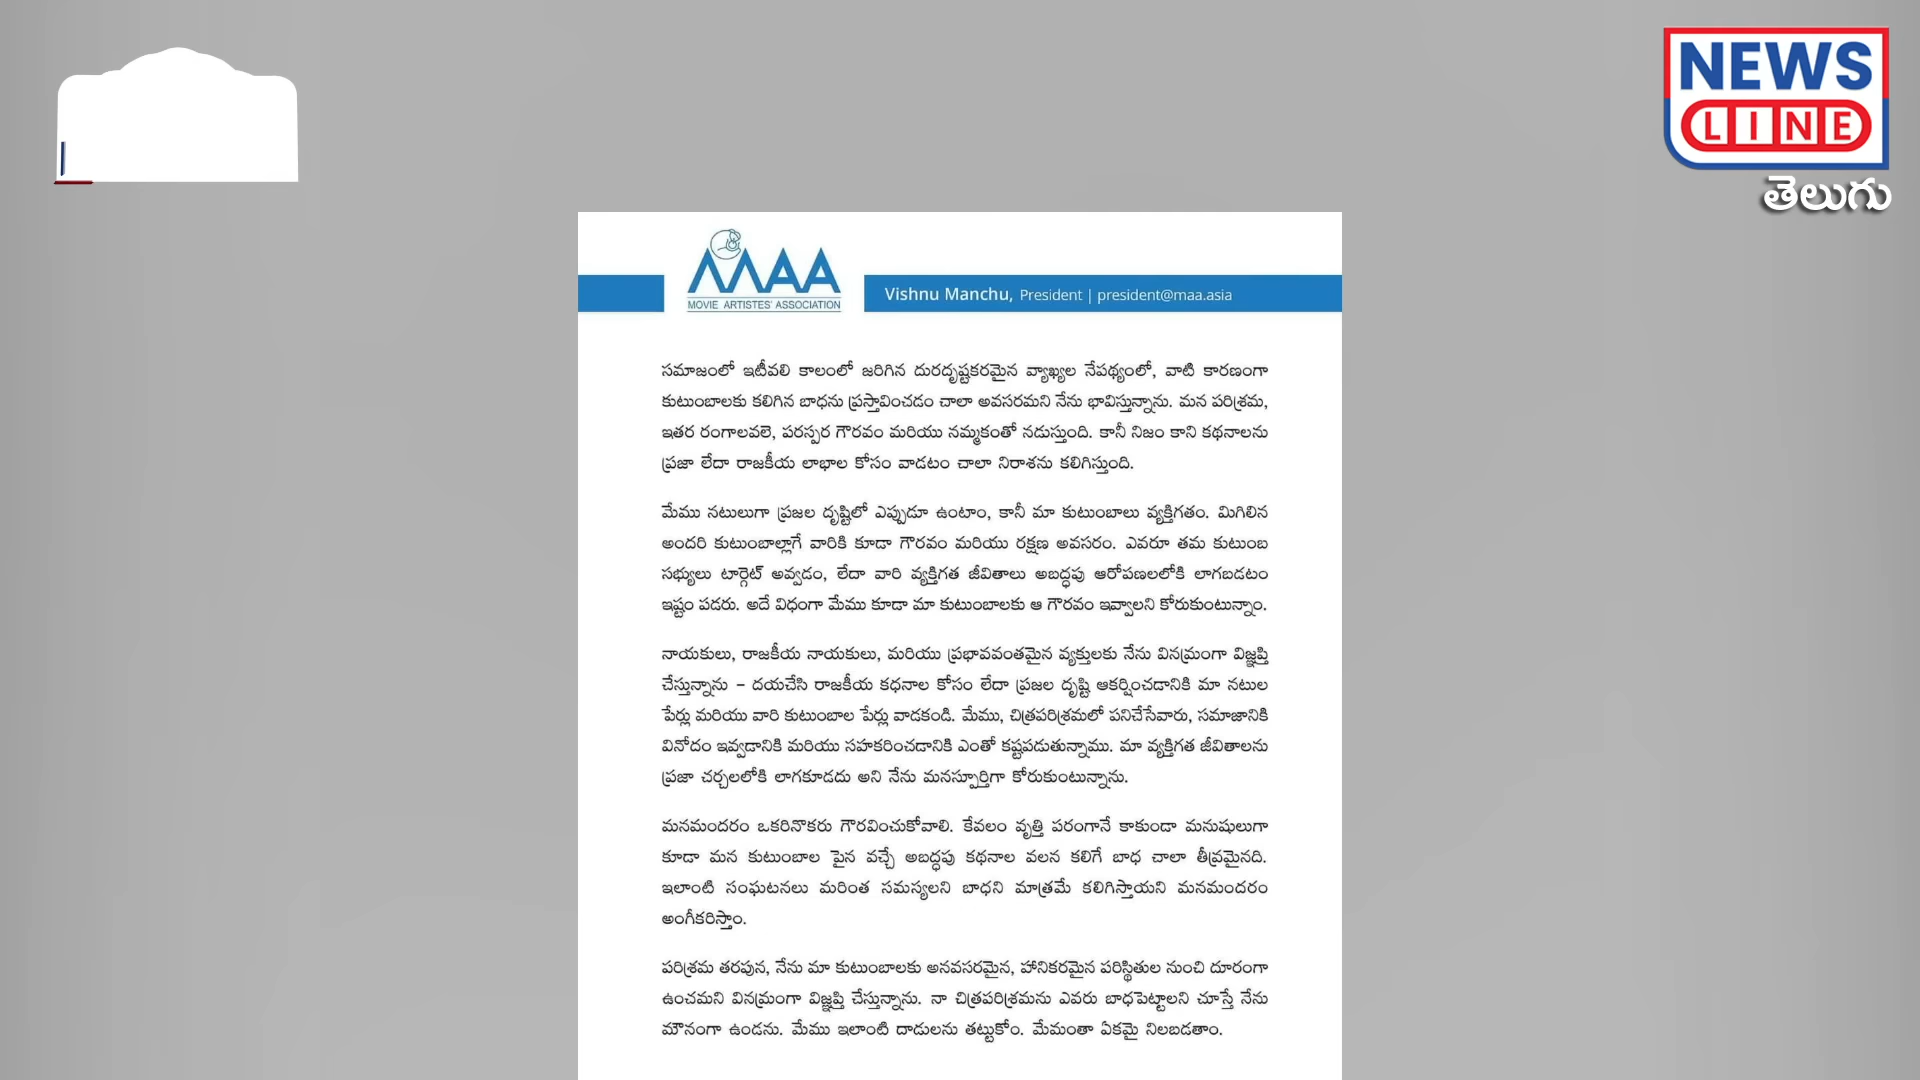 NEWS
LINE
తెలుగు
MAA
MOVIE ARTISTES' ASSOCIATION
Vishnu Manchu, President | president@maa.asia
సమాజంలో ఇటీవలి కాలంలో జరిగిన దురదృష్టకరమైన వ్యాఖ్యల నేపథ్యంలో, వాటి కారణంగా
కుటుంబాలకు కలిగిన బాధను ప్రస్తావించడం చాలా అవసరమని నేను భావిస్తున్నాను. మన పరిశ్రమ,
ఇతర రంగాలవలె, పరస్పర గౌరవం మరియు నమ్మకంతో నడుస్తుంది. కానీ నిజం కాని కథనాలను
ప్రజా లేదా రాజకీయ లాభాల కోసం వాడటం చాలా నిరాశను కలిగిస్తుంది.
మేము నటులుగా ప్రజల దృష్టిలో ఎప్పుడూ ఉంటాం, కానీ మా కుటుంబాలు వ్యక్తిగతం. మిగిలిన
అందరి కుటుంబాల్లాగే వారికి కూడా గౌరవం మరియు రక్షణ అవసరం. ఎవరూ తమ కుటుంబ
సభ్యులు టార్గెట్ అవ్వడం, లేదా వారి వ్యక్తిగత జీవితాలు అబద్ధపు ఆరోపణలలోకి లాగబడటం
ఇష్టం పడరు. అదే విధంగా మేము కూడా మా కుటుంబాలకు ఆ గౌరవం ఇవ్వాలని కోరుకుంటున్నాం.
నాయకులు, రాజకీయ నాయకులు, మరియు ప్రభావవంతమైన వ్యక్తులకు నేను వినమ్రంగా విజ్ఞప్తి
చేస్తున్నాను – దయచేసి రాజకీయ కధనాల కోసం లేదా ప్రజల దృష్టి ఆకర్షించడానికి మా నటుల
పేర్లు మరియు వారి కుటుంబాల పేర్లు వాడకండి. మేము, చిత్రపరిశ్రమలో పనిచేసేవారు, సమాజానికి
వినోదం ఇవ్వడానికి మరియు సహకరించడానికి ఎంతో కష్టపడుతున్నాము. మా వ్యక్తిగత జీవితాలను
ప్రజా చర్చలలోకి లాగకూడదు అని నేను మనస్పూర్తిగా కోరుకుంటున్నాను.
మనమందరం ఒకరినొకరు గౌరవించుకోవాలి. కేవలం వృత్తి పరంగానే కాకుండా మనుషులుగా
కూడా మన కుటుంబాల పైన వచ్చే అబద్ధపు కథనాల వలన కలిగే బాధ చాలా తీవ్రమైనది.
ఇలాంటి సంఘటనలు మరింత సమస్యలని బాధని మాత్రమే కలిగిస్తాయని మనమందరం
అంగీకరిస్తాం.
పరిశ్రమ తరపున, నేను మా కుటుంబాలకు అనవసరమైన, హానికరమైన పరిస్థితుల నుంచి దూరంగా
ఉంచమని వినమ్రంగా విజ్ఞప్తి చేస్తున్నాను. నా చిత్రపరిశ్రమను ఎవరు బాధపెట్టాలని చూస్తే నేను
మౌనంగా ఉండను. మేము ఇలాంటి దాడులను తట్టుకోం. మేమంతా ఏకమై నిలబడతాం.